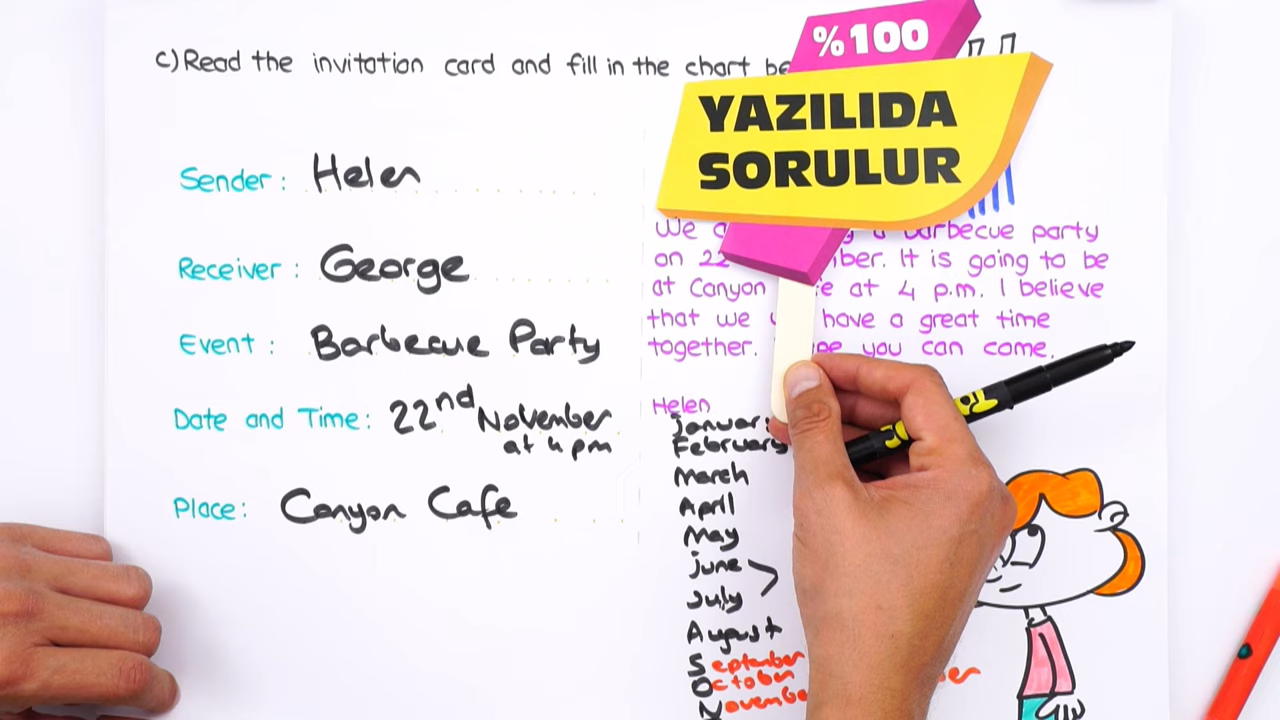 c) Read the invitation card and fill in the chart
%100
YAZILIDA
SORULUR
Sender: Helen
Receiver: George
Event: Barbecue Party
Date and Time: 22nd November
at 4 pm
Place: Canyon Cafe
We a barbecue party
on 22 It is going to be
at Canyon at 4 p.m. I believe
that we have a great time
together. you can come.
Helen
January
February
March
April
May
june
july
August
September
October
November